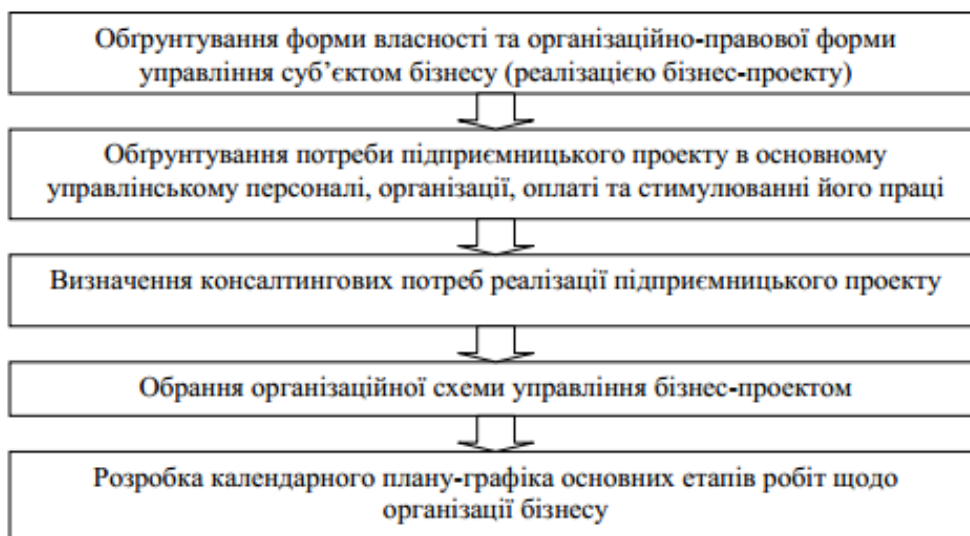 Обґрунтування форми власності та організаційно-правової форми
управління суб’єктом бізнесу (реалізацією бізнес-проекту)
Обґрунтування потреби підприємницького проекту в основному
управлінському персоналі, організації, оплаті та стимулюванні його праці
Визначення консалтингових потреб реалізації підприємницького проекту
Обрання організаційної схеми управління бізнес-проектом
Розробка календарного плану-графіка основних етапів робіт щодо
організації бізнесу